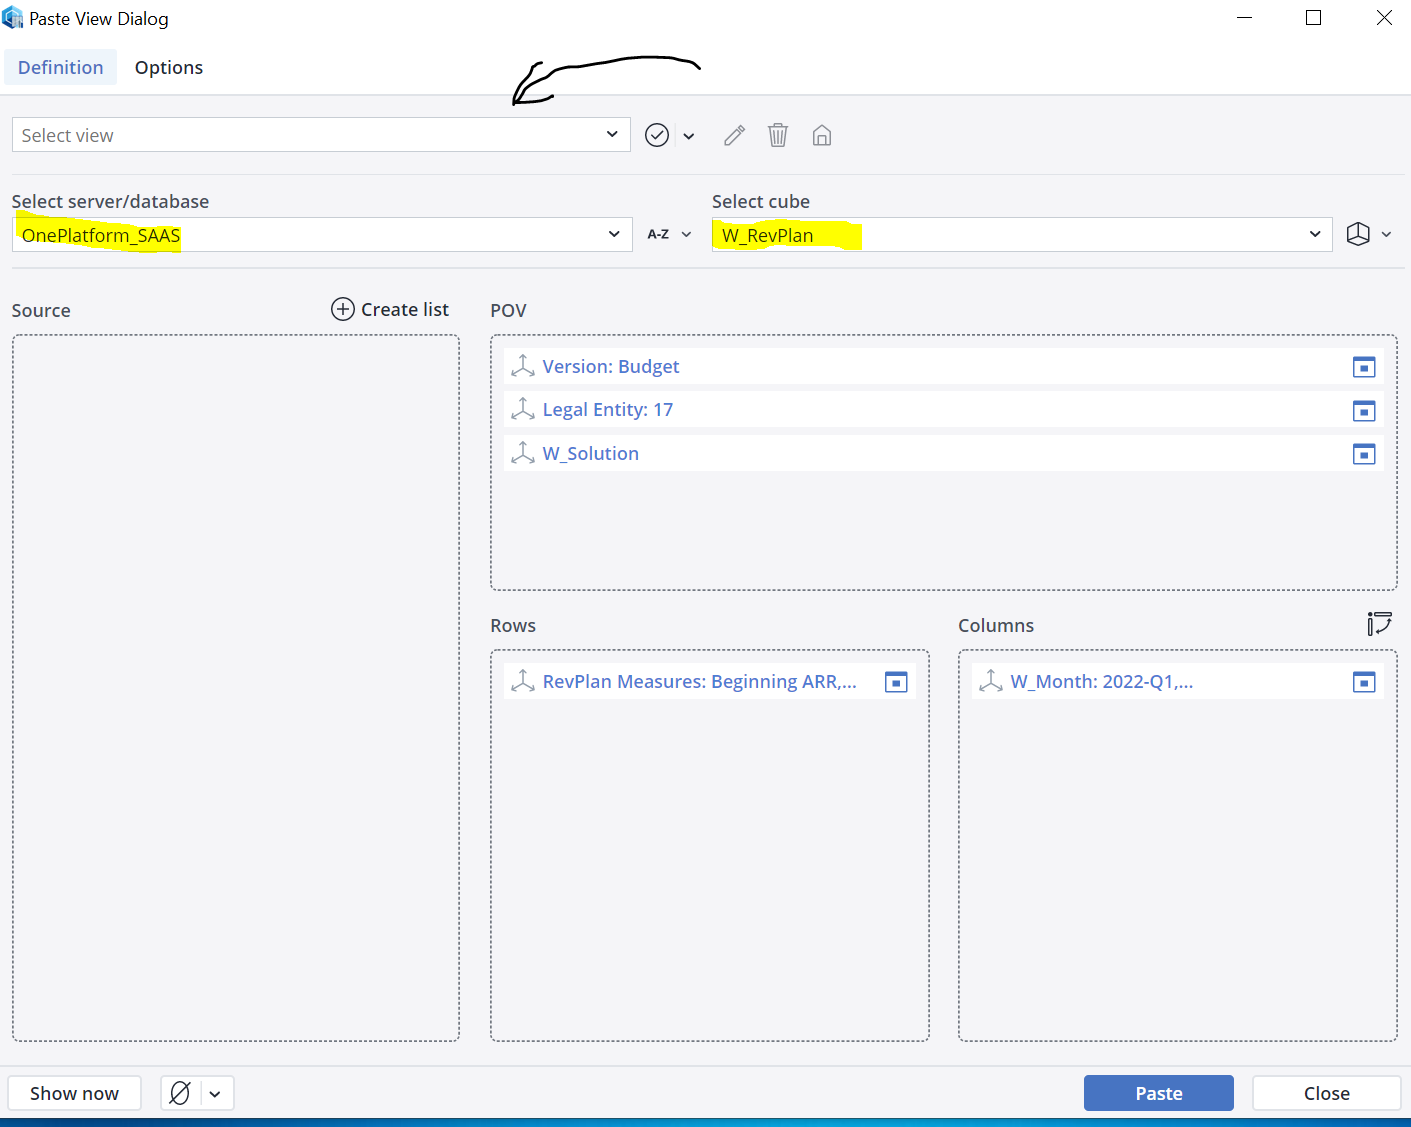 Paste View Dialog
Definition Options
Select view
Select server/database Select cube
OnePlatform_SAAS A-Z W_RevPlan
Source Create list POV
Version: Budget
Legal Entity: 17
W_Solution
Rows Columns
RevPlan Measures: Beginning ARR,... W_Month: 2022-Q1,...
Show now Paste Close